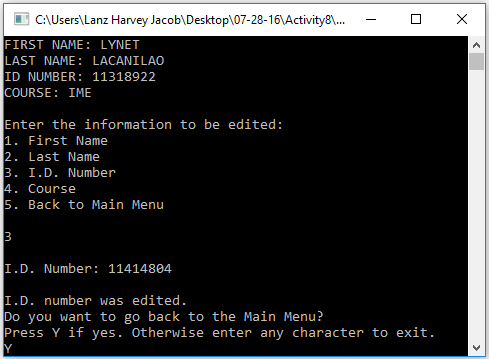 C:\Users\Lanz Harvey Jacob\Desktop\07-28-16\Activity8\...
FIRST NAME: LYNET
LAST NAME: LACANILAO
ID NUMBER: 11318922
COURSE: IME
Enter the information to be edited:
1. First Name
2. Last Name
3. I.D. Number
4. Course
5. Back to Main Menu
3
I.D. Number: 11414804
I.D. number was edited.
Do you want to go back to the Main Menu?
Press Y if yes. Otherwise enter any character to exit.
Y